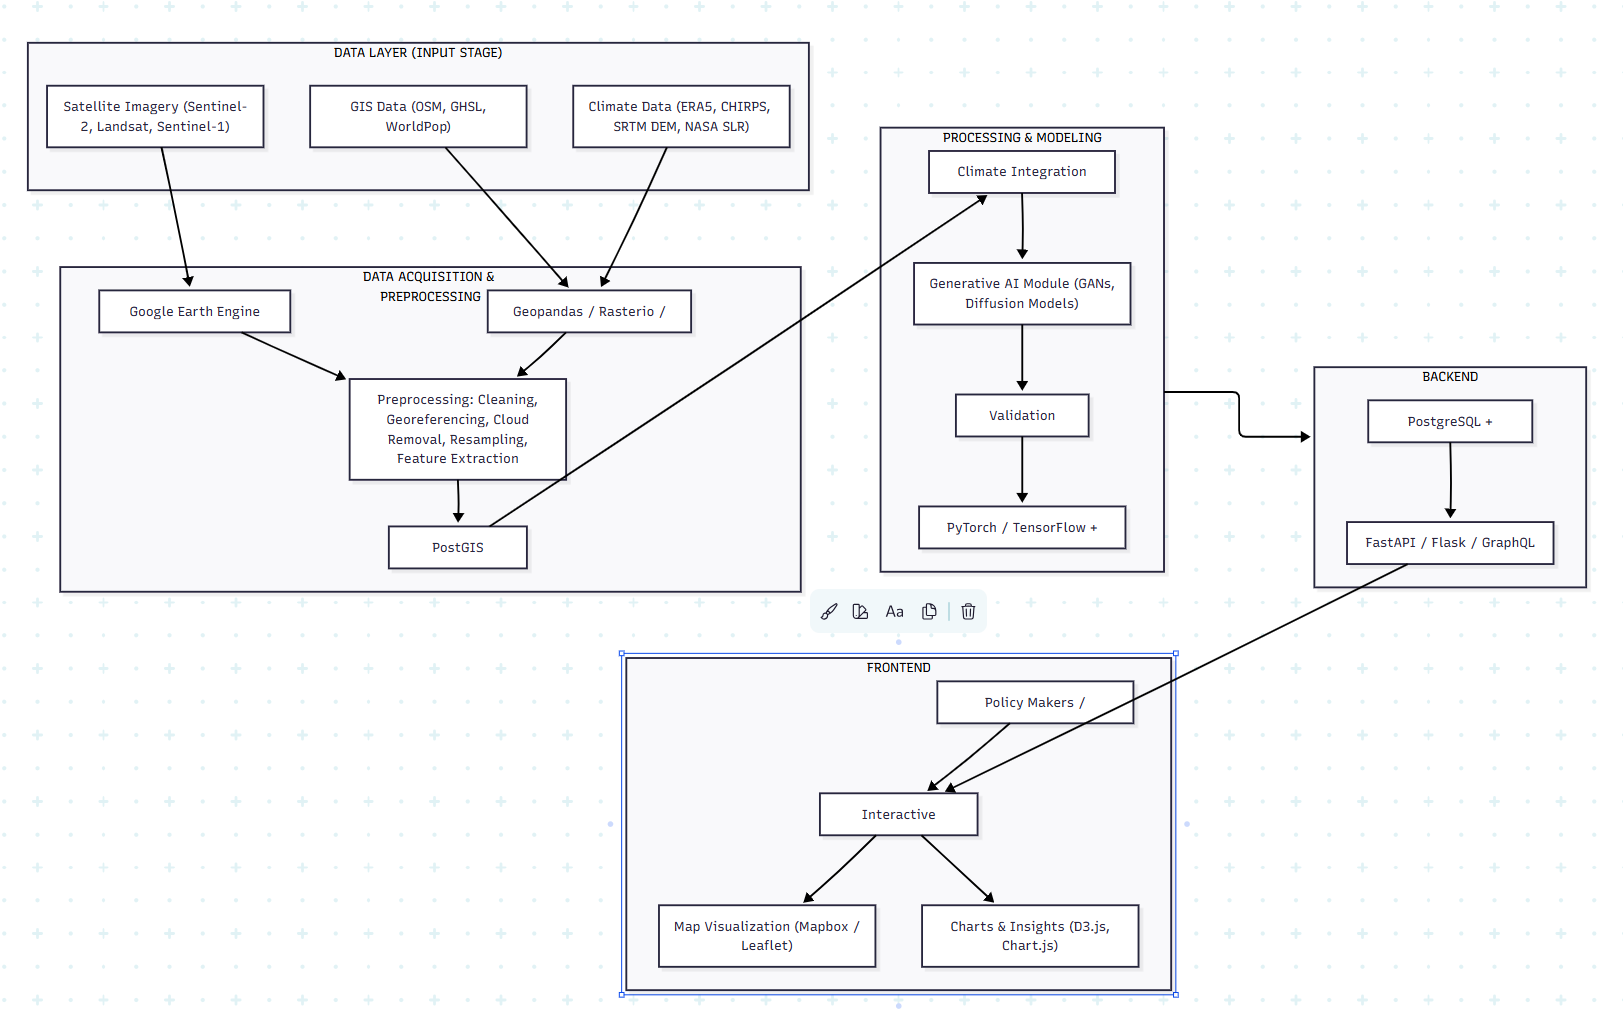 DATA LAYER (INPUT STAGE)
Satellite Imagery (Sentinel-
2, Landsat, Sentinel-1)
GIS Data (OSM, GHSL,
WorldPop)
Climate Data (ERA5, CHIRPS,
SRTM DEM, NASA SLR)
DATA ACQUISITION &
PREPROCESSING
Google Earth Engine
Geopandas / Rasterio /
Preprocessing: Cleaning,
Georeferencing, Cloud
Removal, Resampling,
Feature Extraction
PostGIS
PROCESSING & MODELING
Climate Integration
Generative AI Module (GANs,
Diffusion Models)
Validation
PyTorch / TensorFlow +
BACKEND
PostgreSQL +
FastAPI / Flask / GraphQL
Aa
FRONTEND
Policy Makers /
Interactive
Map Visualization (Mapbox /
Leaflet)
Charts & Insights (D3.js,
Chart.js)